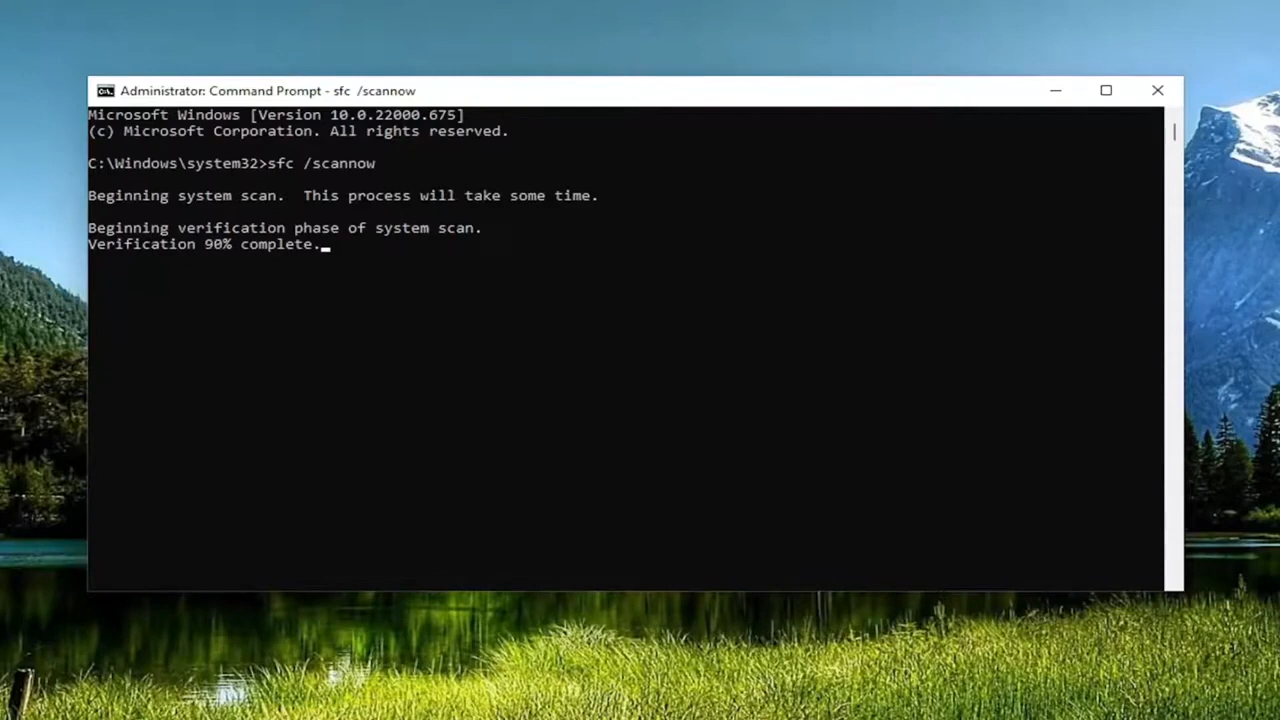 Administrator: Command Prompt - sfc  /scannow
Microsoft Windows [Version 10.0.22000.675]
(c) Microsoft Corporation. All rights reserved.
C:\Windows\system32>sfc /scannow
Beginning system scan.  This process will take some time.
Beginning verification phase of system scan.
Verification 90% complete.